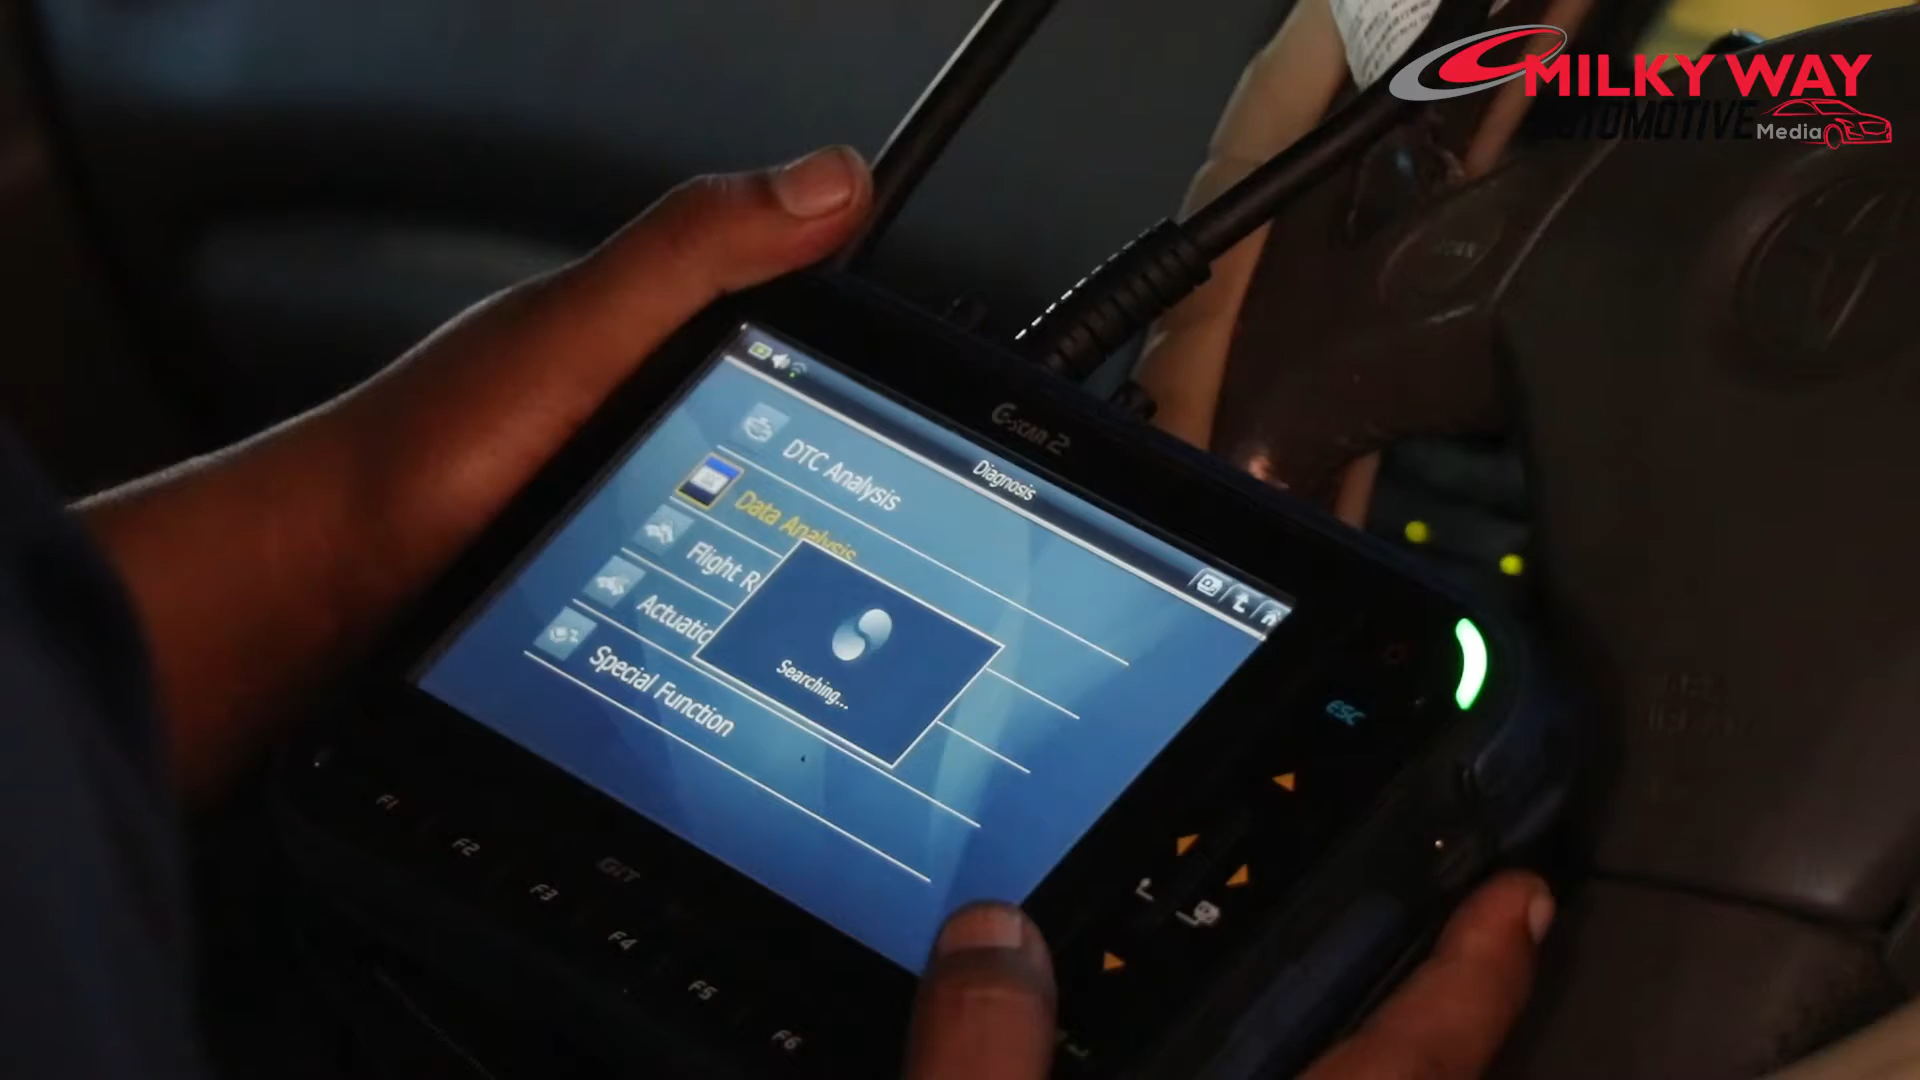 MILKY WAY
AUTOMOTIVE
Media
G-SCAN 2
Diagnosis
DTC Analysis
Data Analysis
Flight R
Actuatio
Special Function
Searching...
ESC
F1
F2
F3
F4
F5
F6
GIT